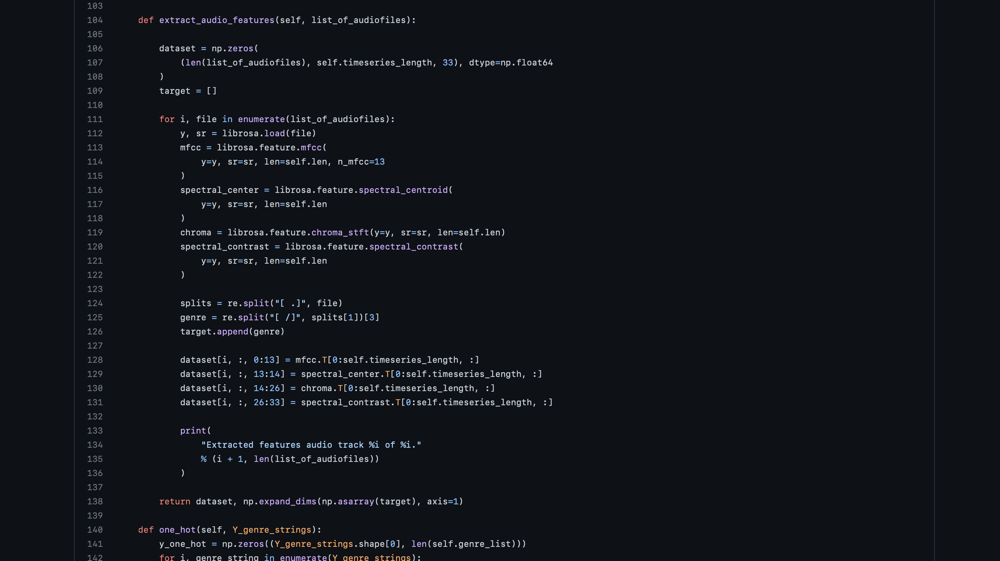 103
104 def extract_audio_features(self, list_of_audiofiles):
105
106 dataset = np.zeros(
107 (len(list_of_audiofiles), self.timeseries_length, 33), dtype=np.float64
108 )
109 target = []
110
111 for i, file in enumerate(list_of_audiofiles):
112 y, sr = librosa.load(file)
113 mfcc = librosa.feature.mfcc(
114 y=y, sr=sr, len=self.len, n_mfcc=13
115 )
116 spectral_center = librosa.feature.spectral_centroid(
117 y=y, sr=sr, len=self.len
118 )
119 chroma = librosa.feature.chroma_stft(y=y, sr=sr, len=self.len)
120 spectral_contrast = librosa.feature.spectral_contrast(
121 y=y, sr=sr, len=self.len
122 )
123
124 splits = re.split("[ .]", file)
125 genre = re.split("[ /]", splits[1])[3]
126 target.append(genre)
127
128 dataset[i, :, 0:13] = mfcc.T[0:self.timeseries_length, :]
129 dataset[i, :, 13:14] = spectral_center.T[0:self.timeseries_length, :]
130 dataset[i, :, 14:26] = chroma.T[0:self.timeseries_length, :]
131 dataset[i, :, 26:33] = spectral_contrast.T[0:self.timeseries_length, :]
132
133 print(
134 "Extracted features audio track %i of %i."
135 % (i + 1, len(list_of_audiofiles))
136 )
137
138 return dataset, np.expand_dims(np.asarray(target), axis=1)
139
140 def one_hot(self, Y_genre_strings):
141 y_one_hot = np.zeros((Y_genre_strings.shape[0], len(self.genre_list)))
142 for i, genre_string in enumerate(Y_genre_strings):